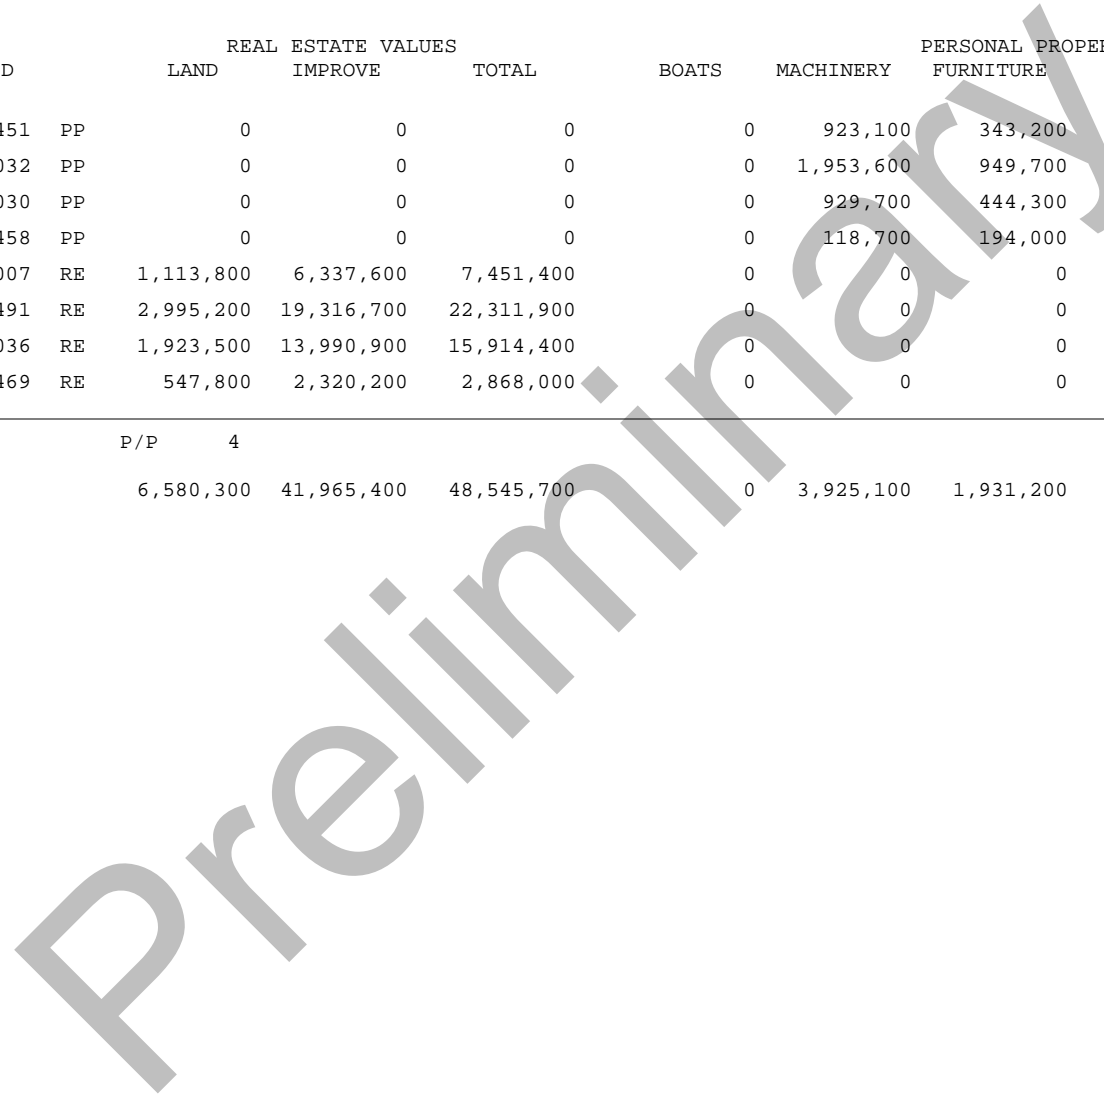 REAL ESTATE VALUES PERSONAL PROPER
D LAND IMPROVE TOTAL BOATS MACHINERY FURNITURE
451 PP 0 0 0 0 923,100 343,200
032 PP 0 0 0 0 1,953,600 949,700
030 PP 0 0 0 0 929,700 444,300
458 PP 0 0 0 0 118,700 194,000
007 RE 1,113,800 6,337,600 7,451,400 0 0 0
491 RE 2,995,200 19,316,700 22,311,900 0 0 0
036 RE 1,923,500 13,990,900 15,914,400 0 0 0
469 RE 547,800 2,320,200 2,868,000 0 0 0
P/P 4
6,580,300 41,965,400 48,545,700 0 3,925,100 1,931,200
Preliminary